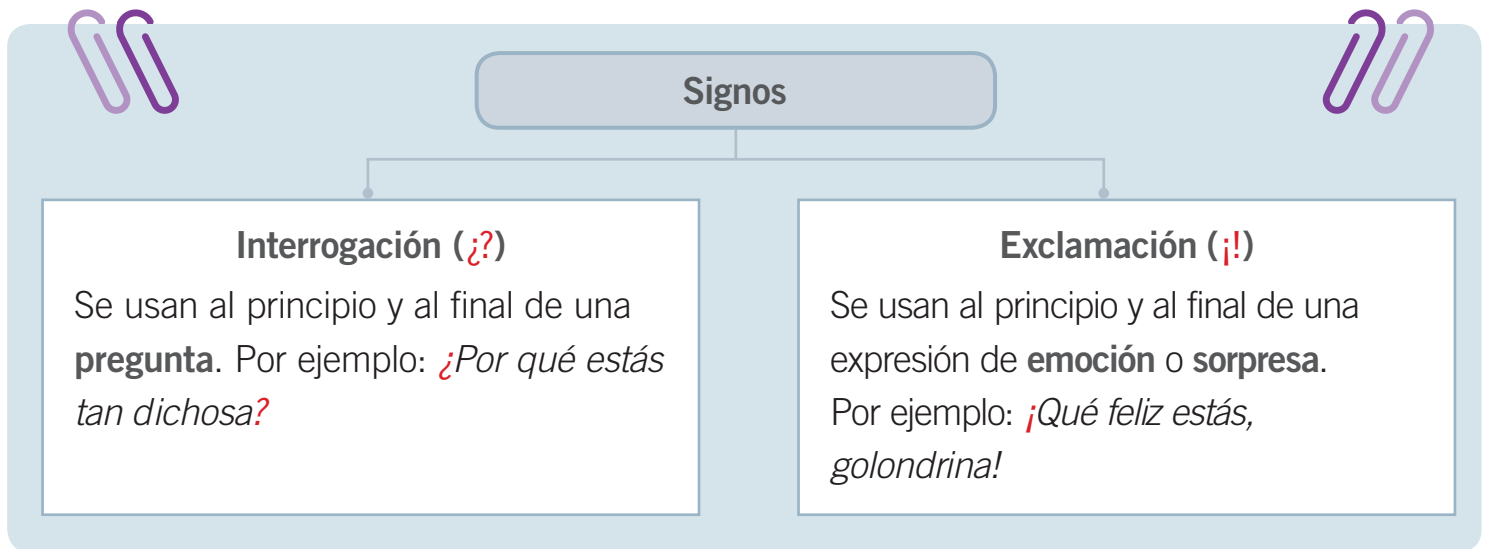 Signos
Interrogación (¿?)
Se usan al principio y al final de una
pregunta. Por ejemplo: ¿Por qué estás
tan dichosa?
Exclamación (¡!)
Se usan al principio y al final de una
expresión de emoción o sorpresa.
Por ejemplo: ¡Qué feliz estás,
golondrina!